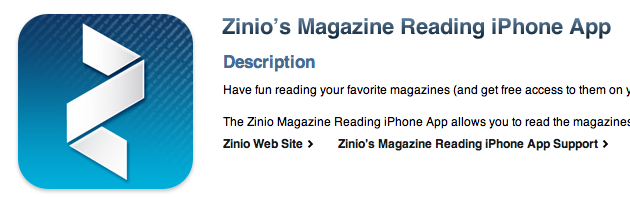 Zinio’s Magazine Reading iPhone App
Description
Have fun reading your favorite magazines (and get free access to them on
The Zinio Magazine Reading iPhone App allows you to read the magazines
Zinio Web Site >
Zinio’s Magazine Reading iPhone App Support >